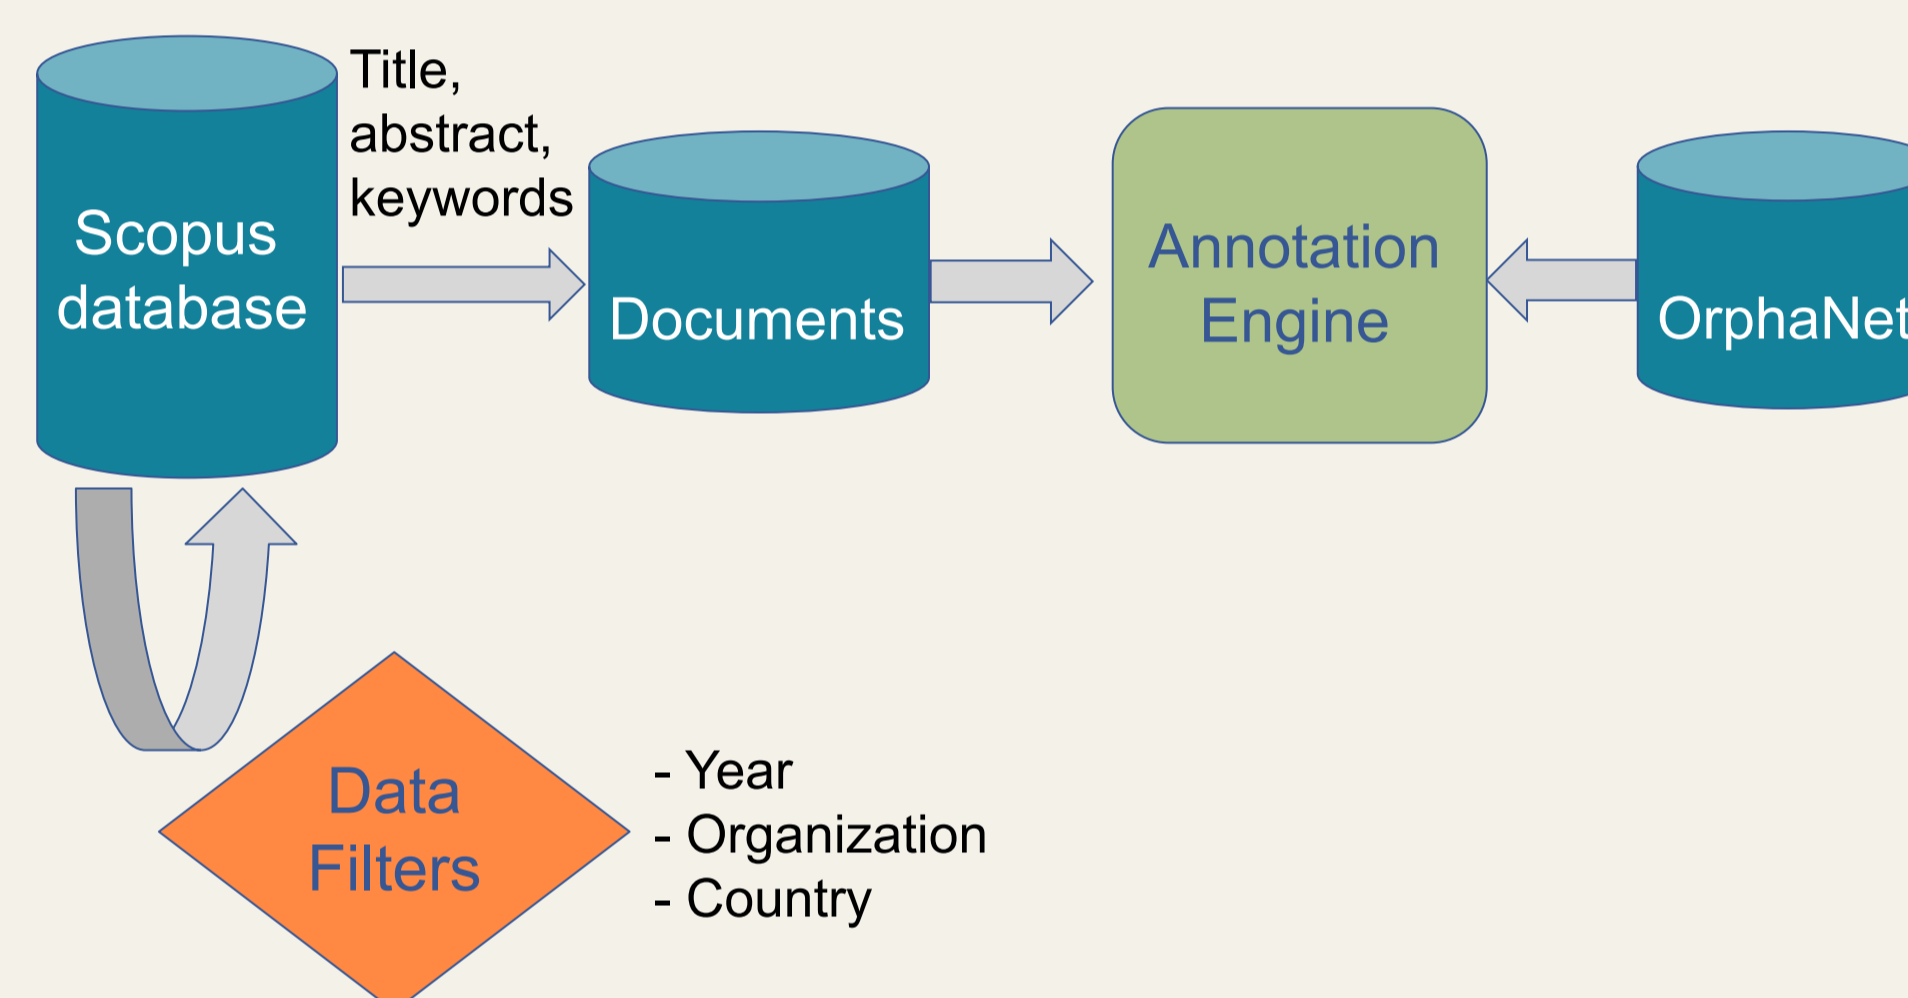 Title,
abstract,
keywords
Scopus
database
Documents
Annotation
Engine
OrphaNet
Data
Filters
- Year
- Organization
- Country